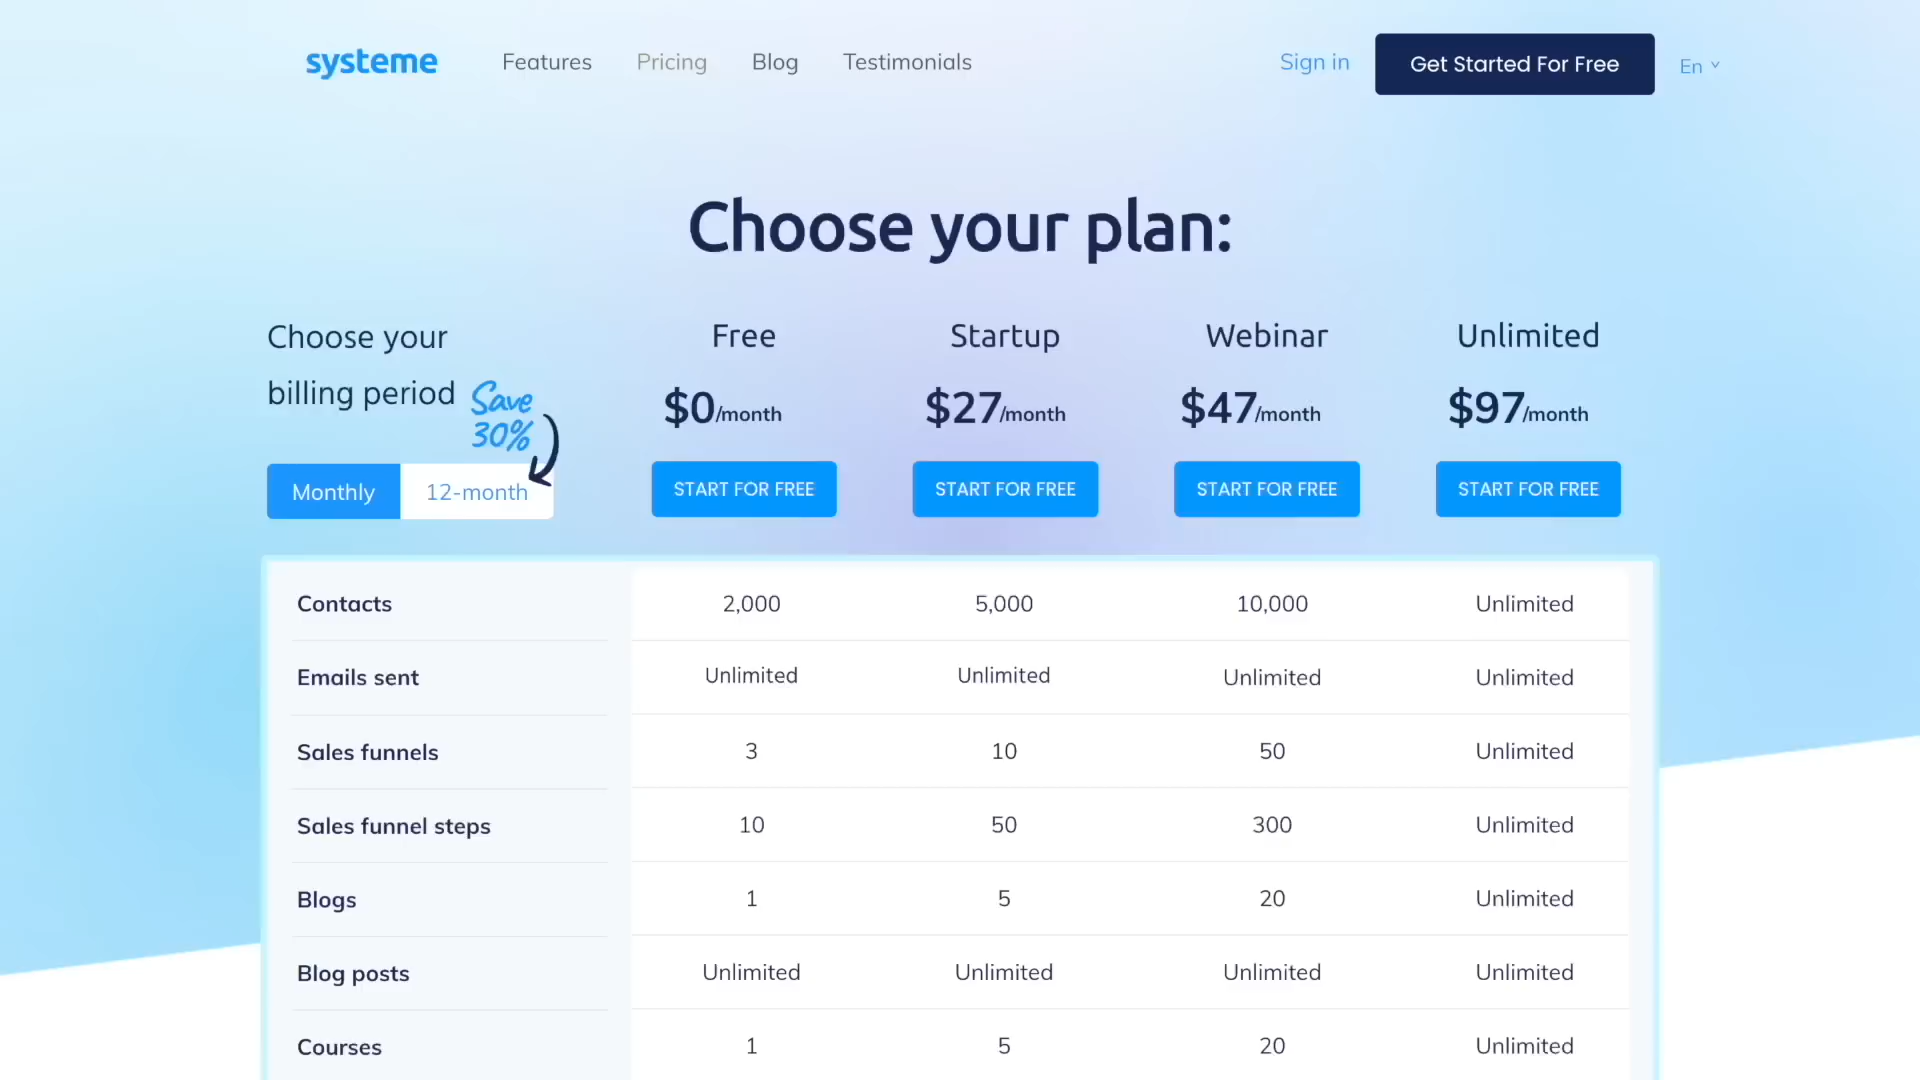 systeme Features Pricing Blog Testimonials Sign in Get Started For Free En
Choose your plan:
Choose your
billing period
Save
30%
Monthly 12-month
Free Startup Webinar Unlimited
$0/month $27/month $47/month $97/month
START FOR FREE START FOR FREE START FOR FREE START FOR FREE
Contacts 2,000 5,000 10,000 Unlimited
Emails sent Unlimited Unlimited Unlimited Unlimited
Sales funnels 3 10 50 Unlimited
Sales funnel steps 10 50 300 Unlimited
Blogs 1 5 20 Unlimited
Blog posts Unlimited Unlimited Unlimited Unlimited
Courses 1 5 20 Unlimited